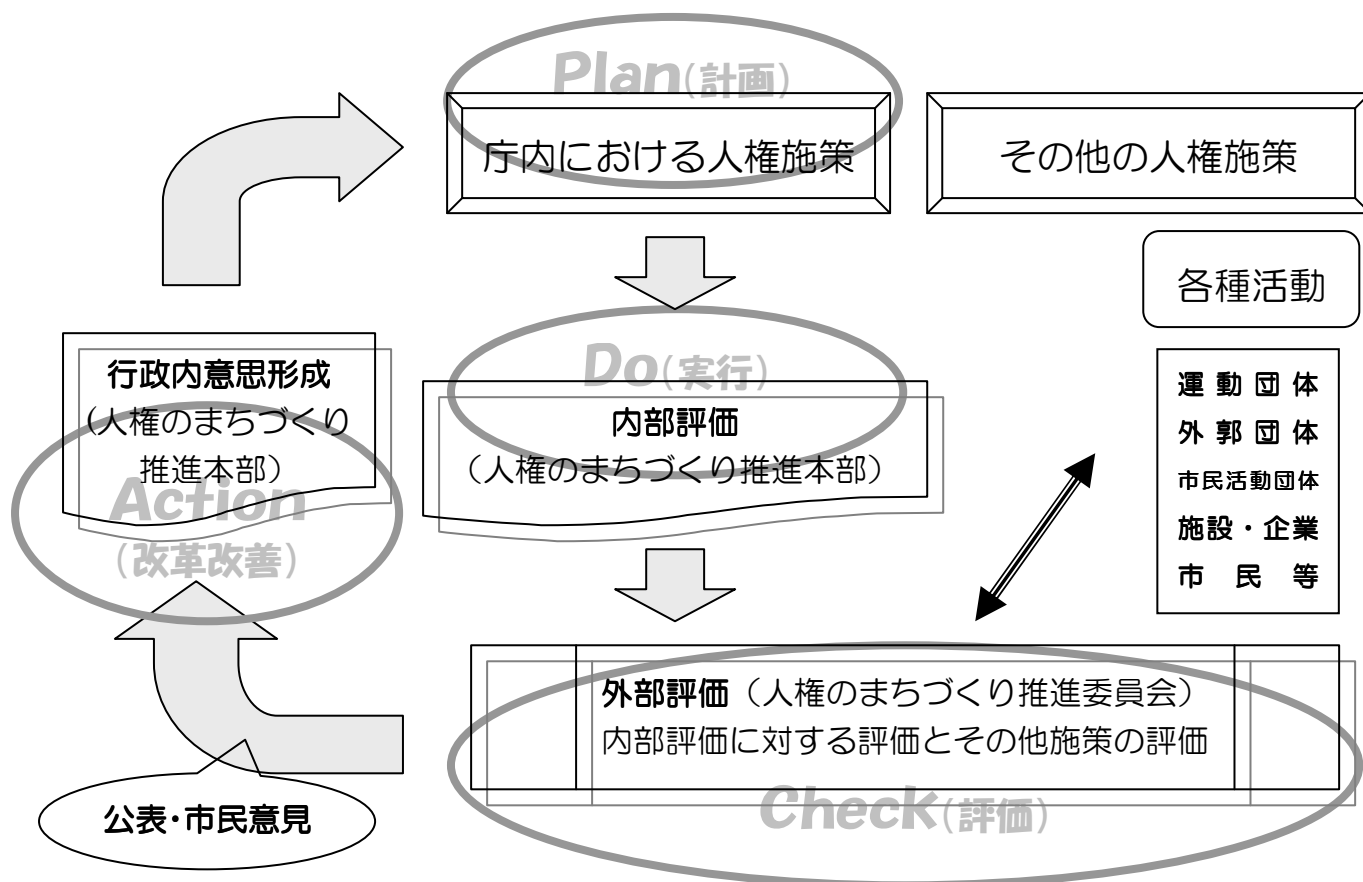 Plan(計画)
庁内における人権施策
その他の人権施策
各種活動
Do(実行)
内部評価
（人権のまちづくり推進本部）
行政内意思形成
（人権のまちづくり
推進本部）
Action
(改革改善)
運動団体
外郭団体
市民活動団体
施設・企業
市民等
外部評価（人権のまちづくり推進委員会）
内部評価に対する評価とその他施策の評価
Check(評価)
公表・市民意見